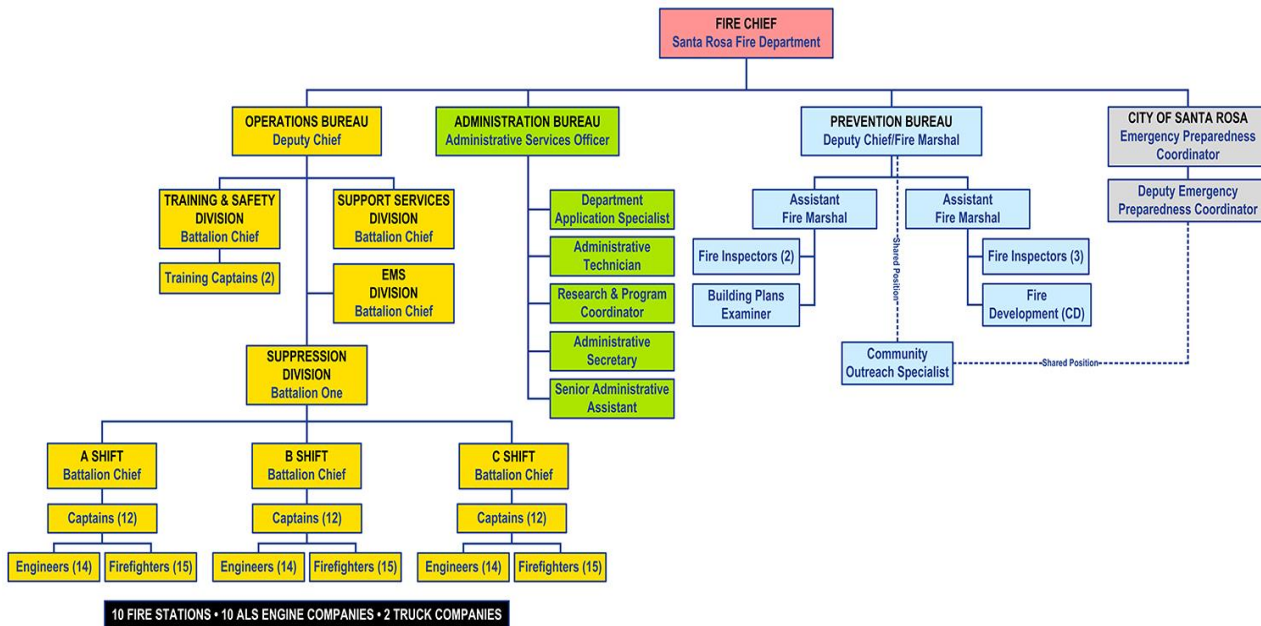 FIRE CHIEF
Santa Rosa Fire Department
OPERATIONS BUREAU
Deputy Chief
ADMINISTRATION BUREAU
Administrative Services Officer
PREVENTION BUREAU
Deputy Chief/Fire Marshal
CITY OF SANTA ROSA
Emergency Preparedness
Coordinator
Deputy Emergency
Preparedness Coordinator
TRAINING & SAFETY
DIVISION
Battalion Chief
Training Captains (2)
SUPPORT SERVICES
DIVISION
Battalion Chief
EMS
DIVISION
Battalion Chief
SUPPRESSION
DIVISION
Battalion One
A SHIFT
Battalion Chief
Captains (12)
Engineers (14)
Firefighters (15)
B SHIFT
Battalion Chief
Captains (12)
Engineers (14)
Firefighters (15)
C SHIFT
Battalion Chief
Captains (12)
Engineers (14)
Firefighters (15)
Department
Application Specialist
Administrative
Technician
Research & Program
Coordinator
Administrative
Secretary
Senior Administrative
Assistant
Assistant
Fire Marshal
Fire Inspectors (2)
Building Plans
Examiner
Assistant
Fire Marshal
Fire Inspectors (3)
Fire
Development (CD)
Shared Position
Community
Outreach Specialist
Shared Position
10 FIRE STATIONS • 10 ALS ENGINE COMPANIES • 2 TRUCK COMPANIES